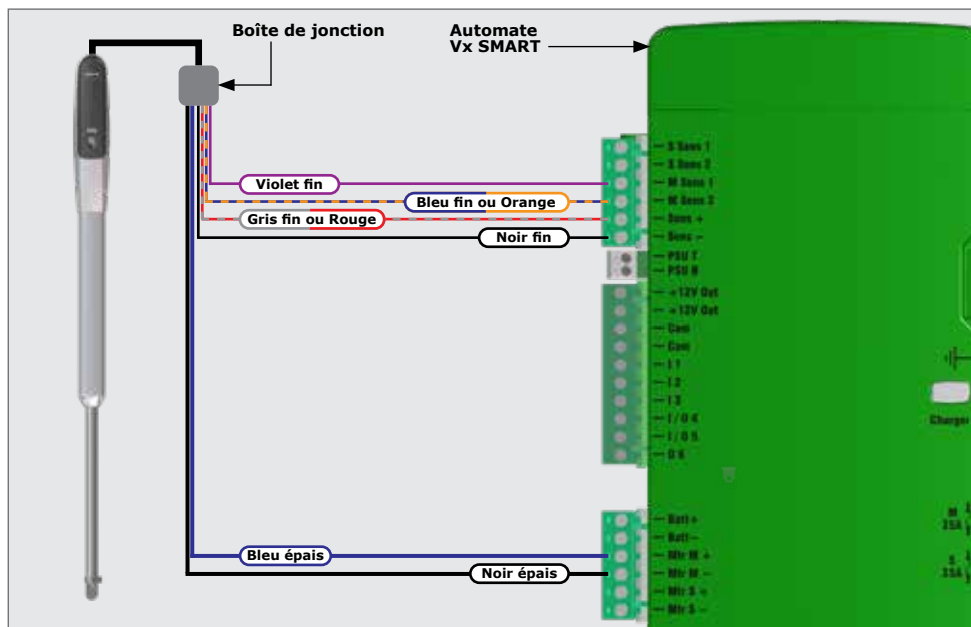 Boîte de jonction
Automate
Vx SMART
S Sens 1
S Sens 2
Violet fin
M Sens 1
Bleu fin ou Orange
M Sens 2
Gris fin ou Rouge
Sens +
Noir fin
Sens –
PSU T
PSU R
+12V Out
+12V Out
Com
Com
I 1
I 2
I 3
I / O 4
Charger
I / O 5
O 6
Batt+
M
25A
Batt–
Bleu épais
Mtr M +
Noir épais
Mtr M –
S
Mtr S +
Mtr S –